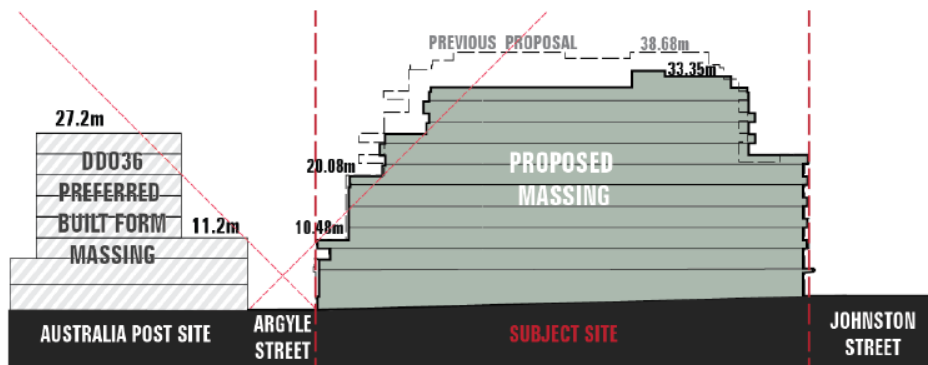 PREVIOUS PROPOSAL
38.68m
33.35m
27.2m
DDO36
PREFERRED
BUILT FORM
MASSING
11.2m
20.08m
10.48m
PROPOSED
MASSING
AUSTRALIA POST SITE
ARGYLE
STREET
SUBJECT SITE
JOHNSTON
STREET